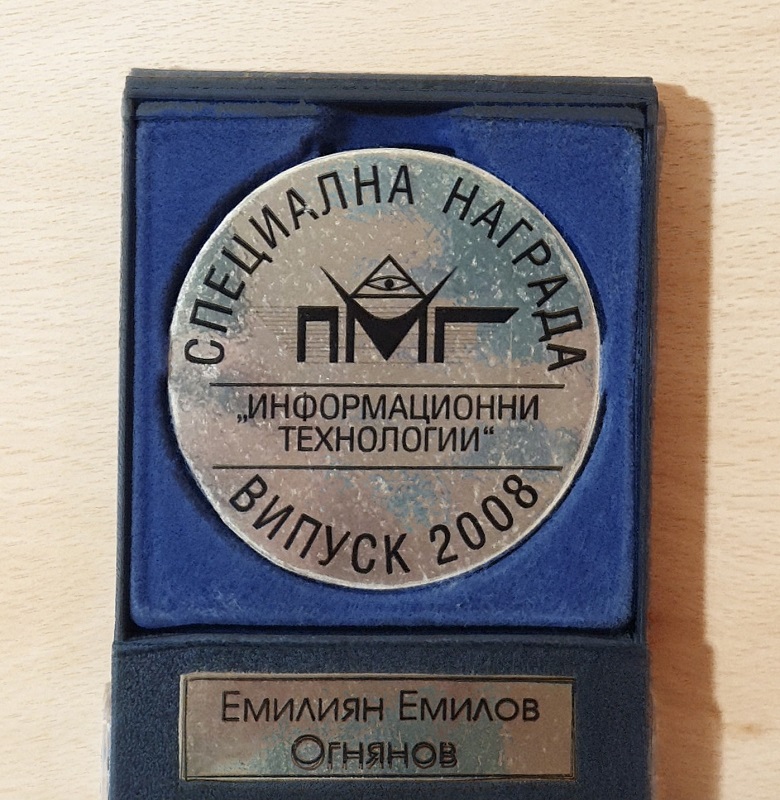 СПЕЦИАЛНА НАГРАДА
ПМГ
„ИНФОРМАЦИОННИ
ТЕХНОЛОГИИ“
ВИПУСК 2008
Емилиян Емилов
Огнянов